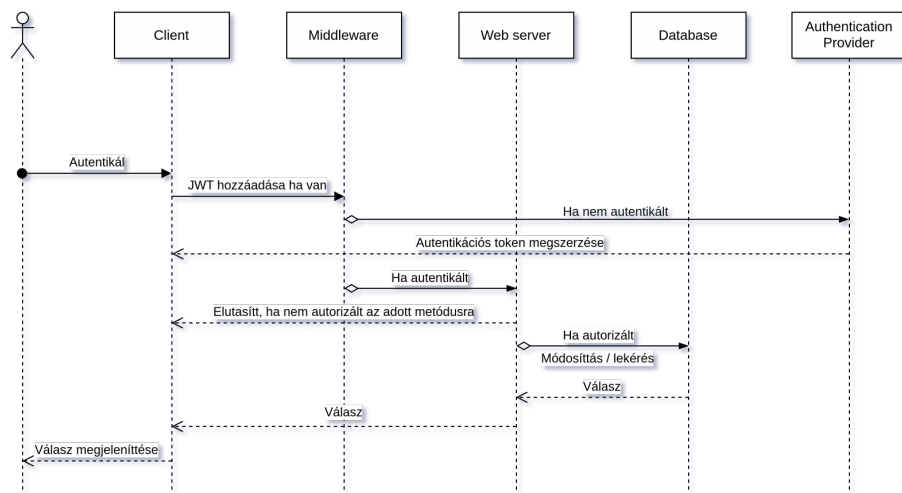 Client
Middleware
Web server
Database
Authentication
Provider
Autentikál
JWT hozzáadása ha van
Ha nem autentikált
Autentikációs token megszerzése
Ha autentikált
Elutasítt, ha nem autorizált az adott metódusra
Ha autorizált
Módosíttás / lekérés
Válasz
Válasz
Válasz megjeleníttése